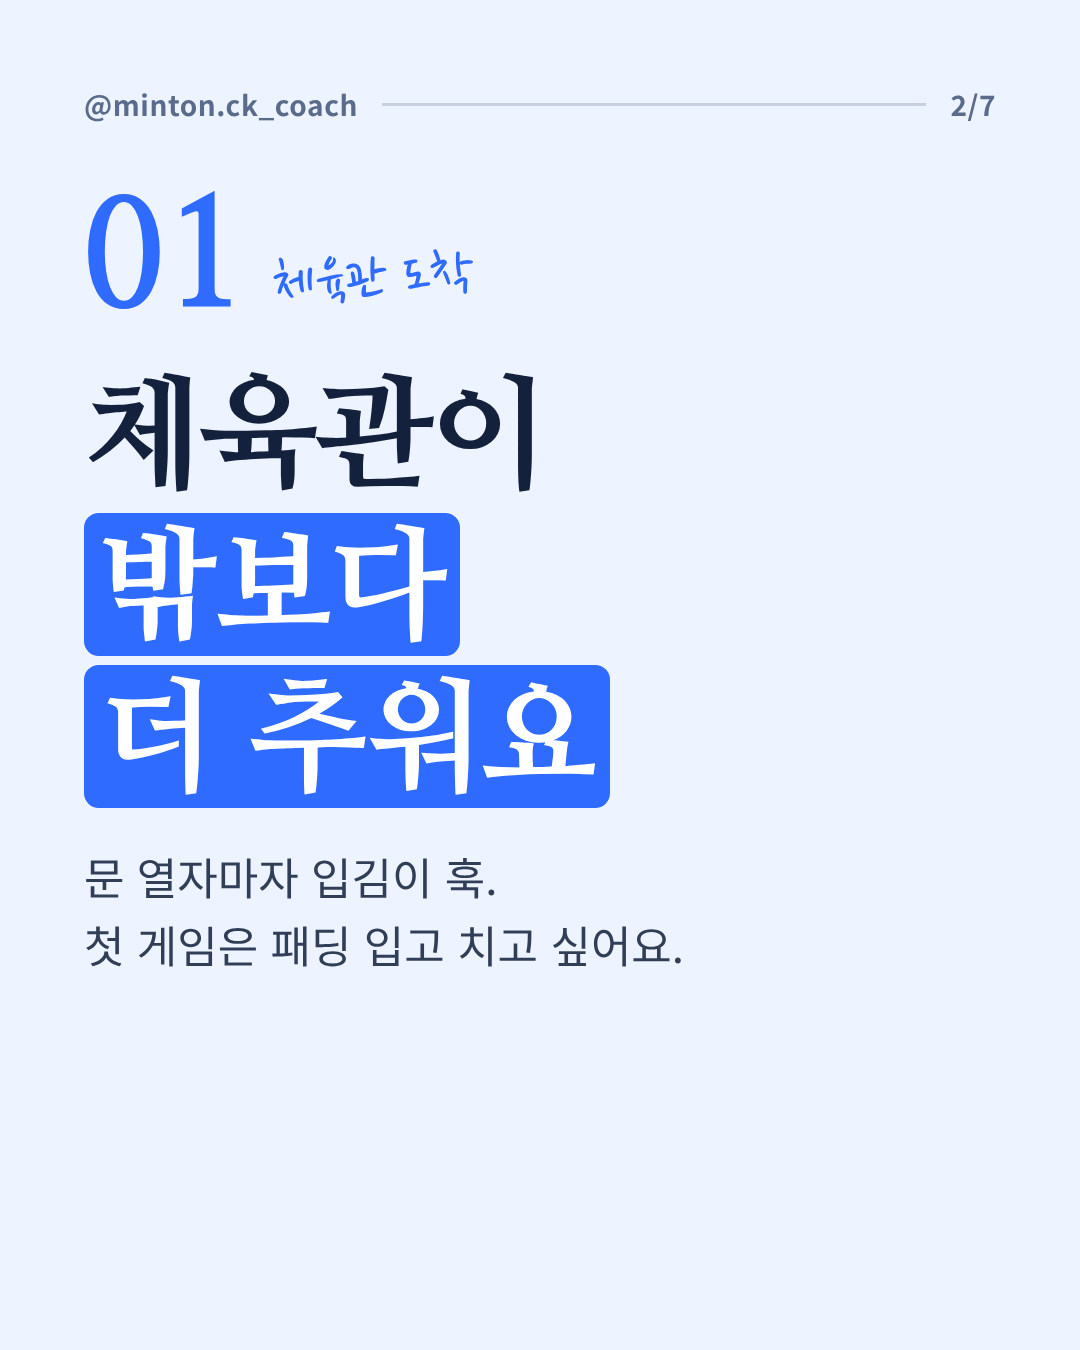 @minton.ck_coach 2/7
01 체육관 도착
체육관이
밖보다
더 추워요
문 열자마자 입김이 훅.
첫 게임은 패딩 입고 치고 싶어요.